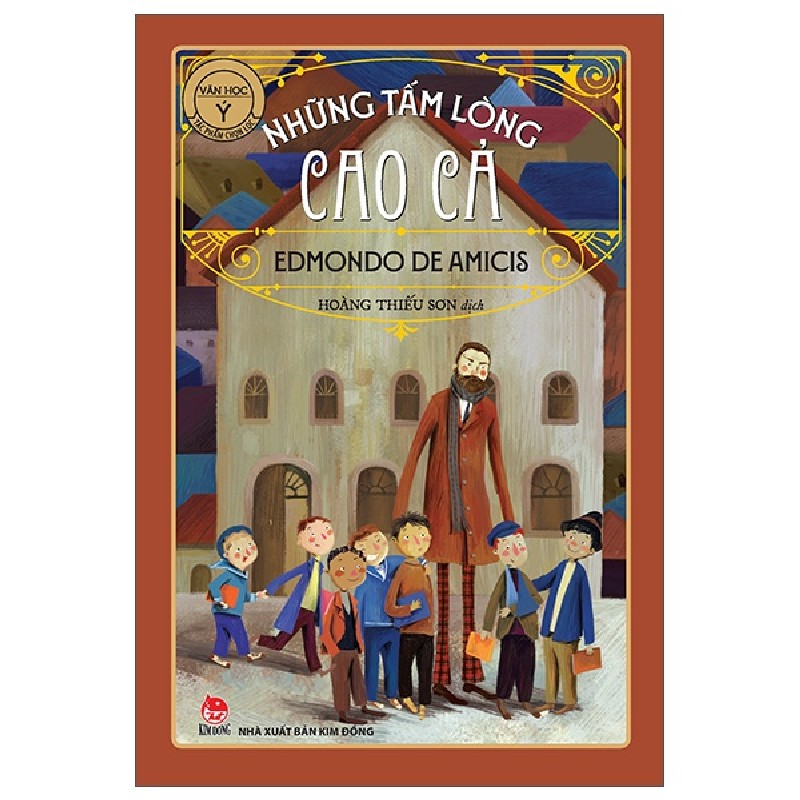 VĂN HỌC
Ý
TÁC PHẨM CHỌN LỌC
NHỮNG TẤM LÒNG
CAO CẢ
EDMONDO DE AMICIS
HOÀNG THIẾU SƠN dịch
KIM ĐỒNG
NHÀ XUẤT BẢN KIM ĐỒNG